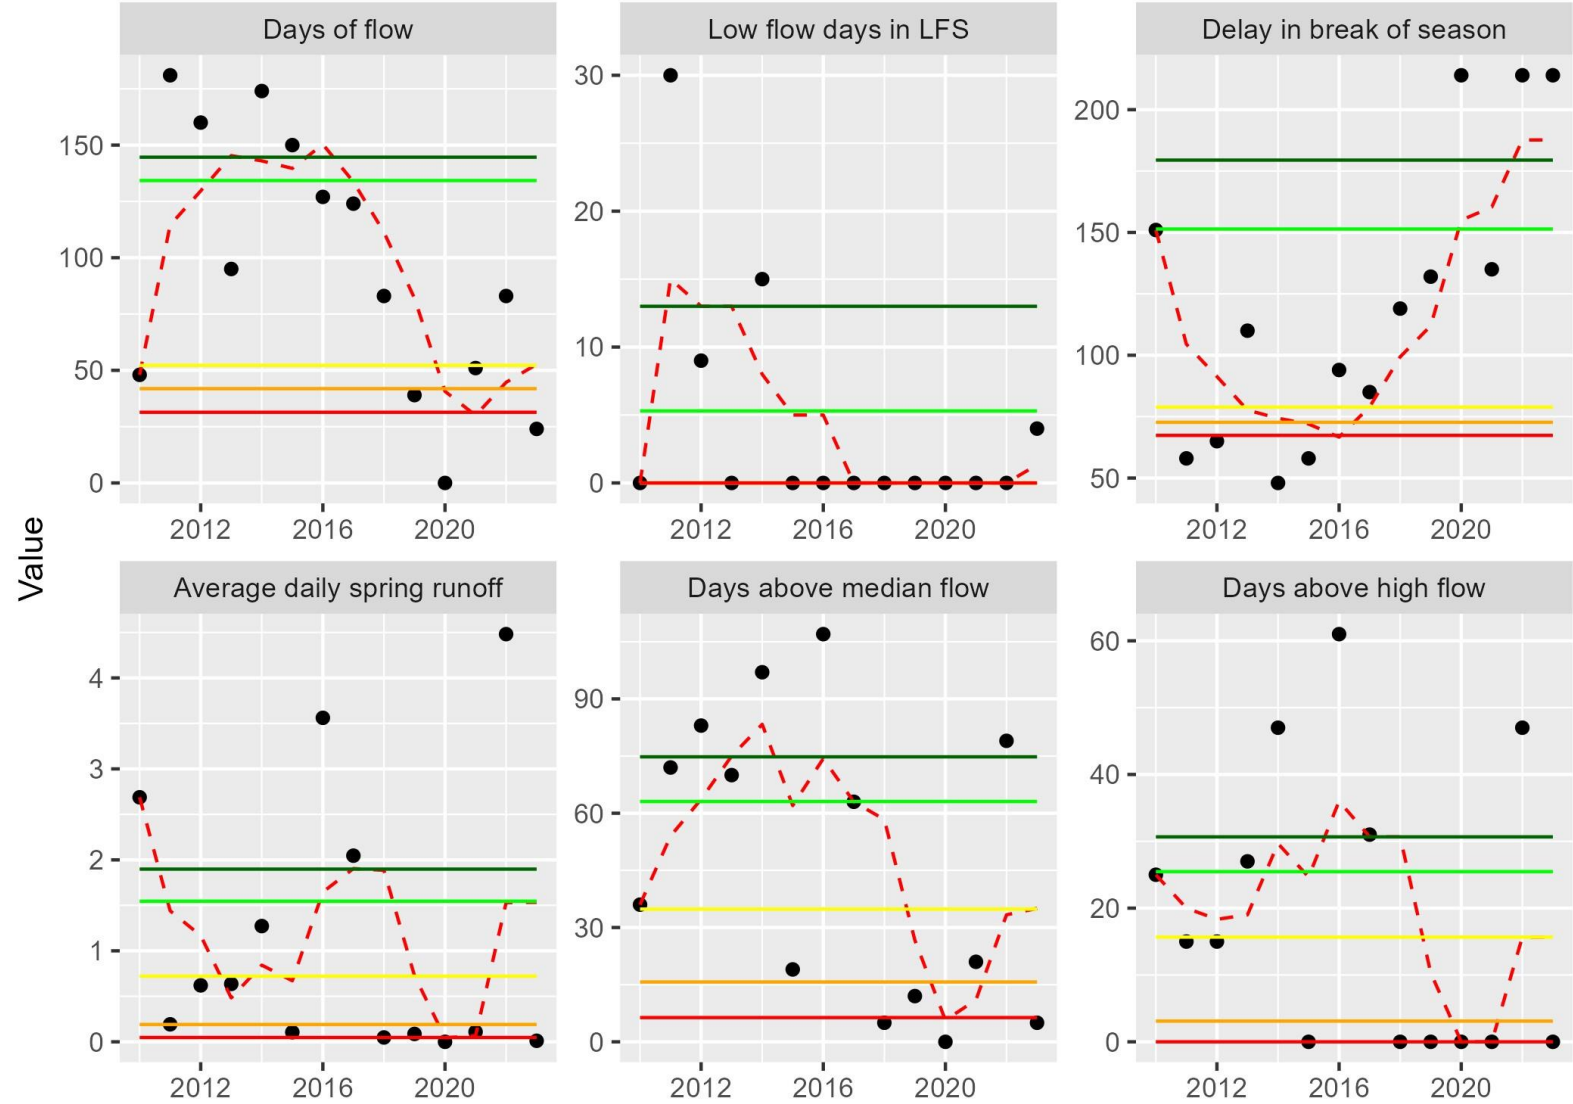 Days of flow
Low flow days in LFS
Delay in break of season
150
100
50
0
2012 2016 2020
30
20
10
0
2012 2016 2020
200
150
100
50
2012 2016 2020
Value
Average daily spring runoff
Days above median flow
Days above high flow
4
3
2
1
0
2012 2016 2020
90
60
30
0
2012 2016 2020
60
40
20
0
2012 2016 2020